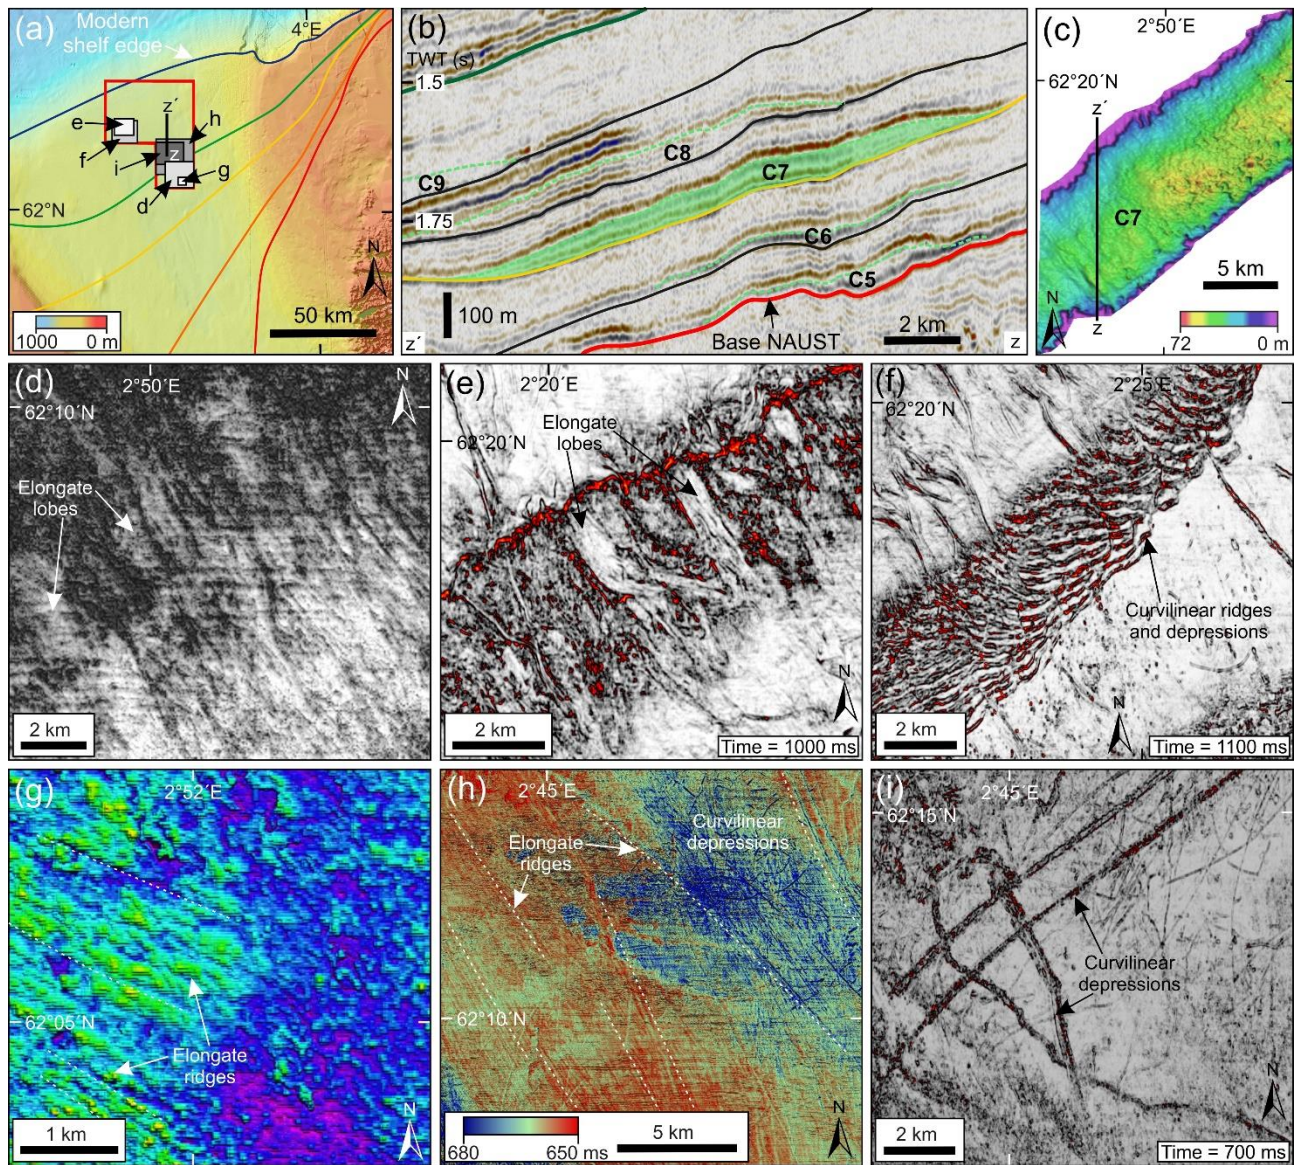 (a)
Modern
shelf edge
4°E
z´
e
h
f
z
i
g
d
62°N
N
1000 0 m
50 km
(b)
TWT (s)
1.5
C8
C7
C9
1.75
C6
C5
100 m
2 km
Base NAUST
z´
z
(c)
2°50´E
62°20´N
z´
C7
5 km
N
z
72 0 m
(d)
2°50´E
62°10´N
N
Elongate
lobes
2 km
(e)
2°20´E
Elongate
lobes
62°20´N
N
2 km
Time = 1000 ms
(f)
2°25´E
62°20´N
Curvilinear ridges
and depressions
N
2 km
Time = 1100 ms
(g)
2°52´E
62°05´N
Elongate
ridges
N
1 km
(h)
2°45´E
Curvilinear
depressions
Elongate
ridges
62°10´N
N
680 650 ms
5 km
(i)
2°45´E
62°15´N
Curvilinear
depressions
N
2 km
Time = 700 ms